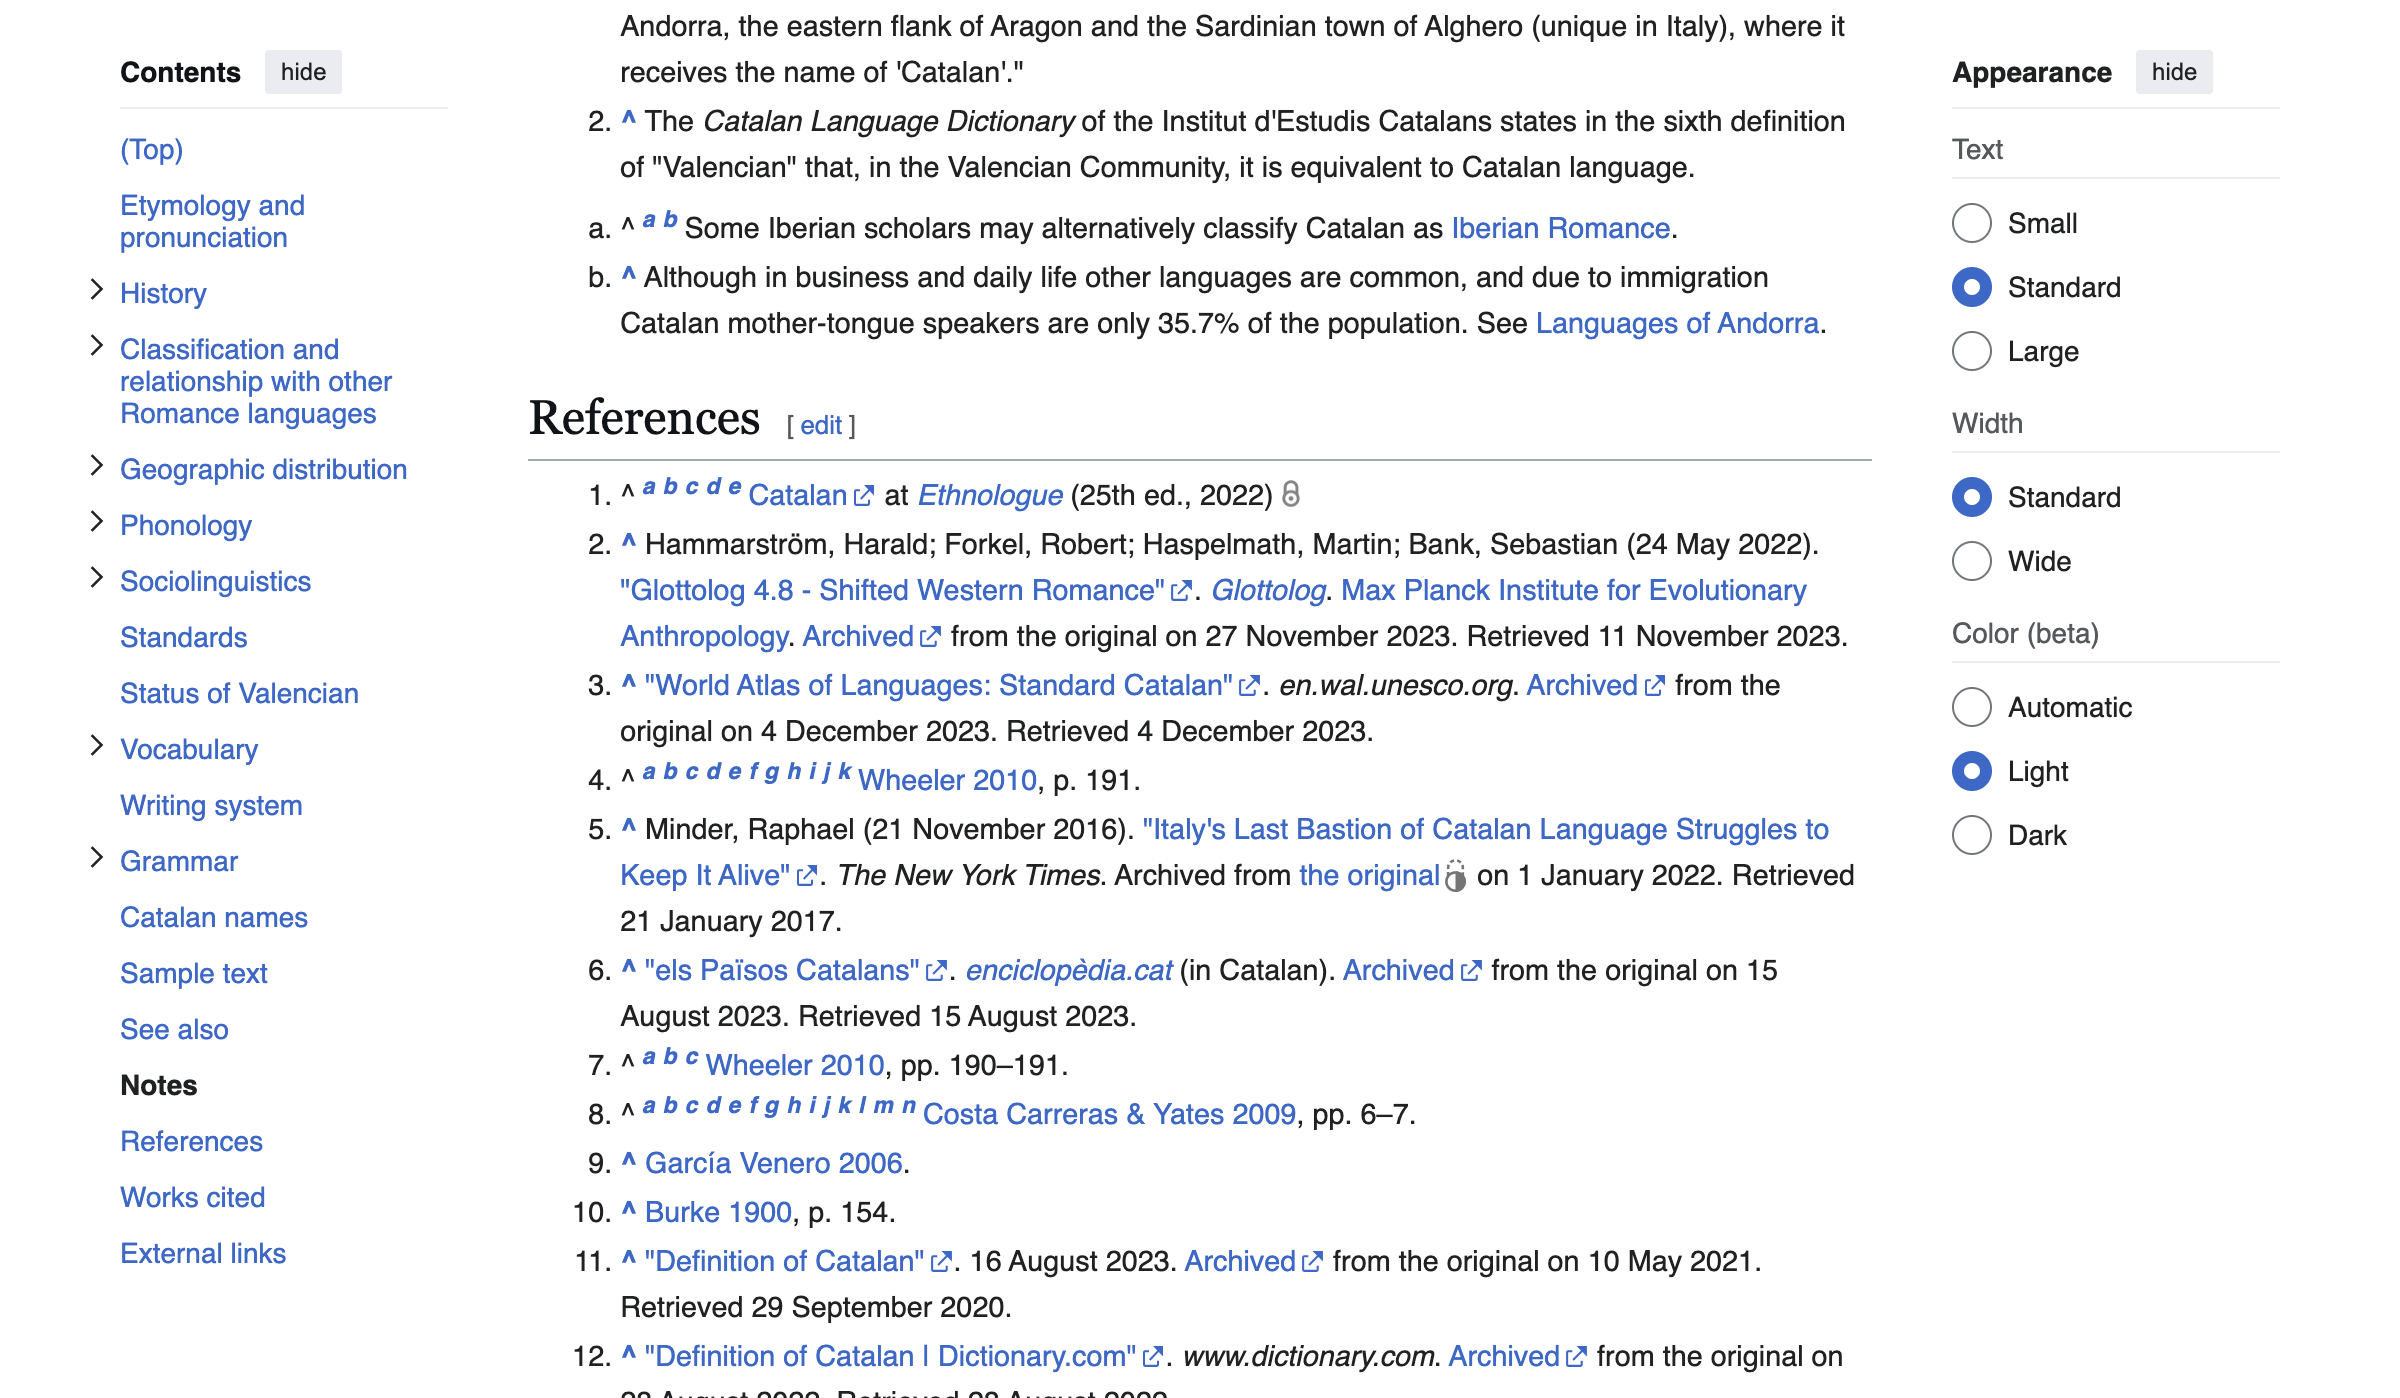 Contents hide
(Top)
Etymology and
pronunciation
History
Classification and
relationship with other
Romance languages
Geographic distribution
Phonology
Sociolinguistics
Standards
Status of Valencian
Vocabulary
Writing system
Grammar
Catalan names
Sample text
See also
Notes
References
Works cited
External links
Andorra, the eastern flank of Aragon and the Sardinian town of Alghero (unique in Italy), where it
receives the name of 'Catalan'."
2. ^ The Catalan Language Dictionary of the Institut d'Estudis Catalans states in the sixth definition
of "Valencian" that, in the Valencian Community, it is equivalent to Catalan language.
a. ^ a b Some Iberian scholars may alternatively classify Catalan as Iberian Romance.
b. ^ Although in business and daily life other languages are common, and due to immigration
Catalan mother-tongue speakers are only 35.7% of the population. See Languages of Andorra.
References [ edit ]
1. ^ a b c d e Catalan at Ethnologue (25th ed., 2022)
2. ^ Hammarström, Harald; Forkel, Robert; Haspelmath, Martin; Bank, Sebastian (24 May 2022).
"Glottolog 4.8 - Shifted Western Romance". Glottolog. Max Planck Institute for Evolutionary
Anthropology. Archived from the original on 27 November 2023. Retrieved 11 November 2023.
3. ^ "World Atlas of Languages: Standard Catalan". en.wal.unesco.org. Archived from the
original on 4 December 2023. Retrieved 4 December 2023.
4. ^ a b c d e f g h i j k Wheeler 2010, p. 191.
5. ^ Minder, Raphael (21 November 2016). "Italy's Last Bastion of Catalan Language Struggles to
Keep It Alive". The New York Times. Archived from the original on 1 January 2022. Retrieved
21 January 2017.
6. ^ "els Països Catalans". enciclopèdia.cat (in Catalan). Archived from the original on 15
August 2023. Retrieved 15 August 2023.
7. ^ a b c Wheeler 2010, pp. 190–191.
8. ^ a b c d e f g h i j k l m n Costa Carreras & Yates 2009, pp. 6–7.
9. ^ García Venero 2006.
10. ^ Burke 1900, p. 154.
11. ^ "Definition of Catalan". 16 August 2023. Archived from the original on 10 May 2021.
Retrieved 29 September 2020.
12. ^ "Definition of Catalan | Dictionary.com". www.dictionary.com. Archived from the original on
Appearance hide
Text
Small
Standard
Large
Width
Standard
Wide
Color (beta)
Automatic
Light
Dark